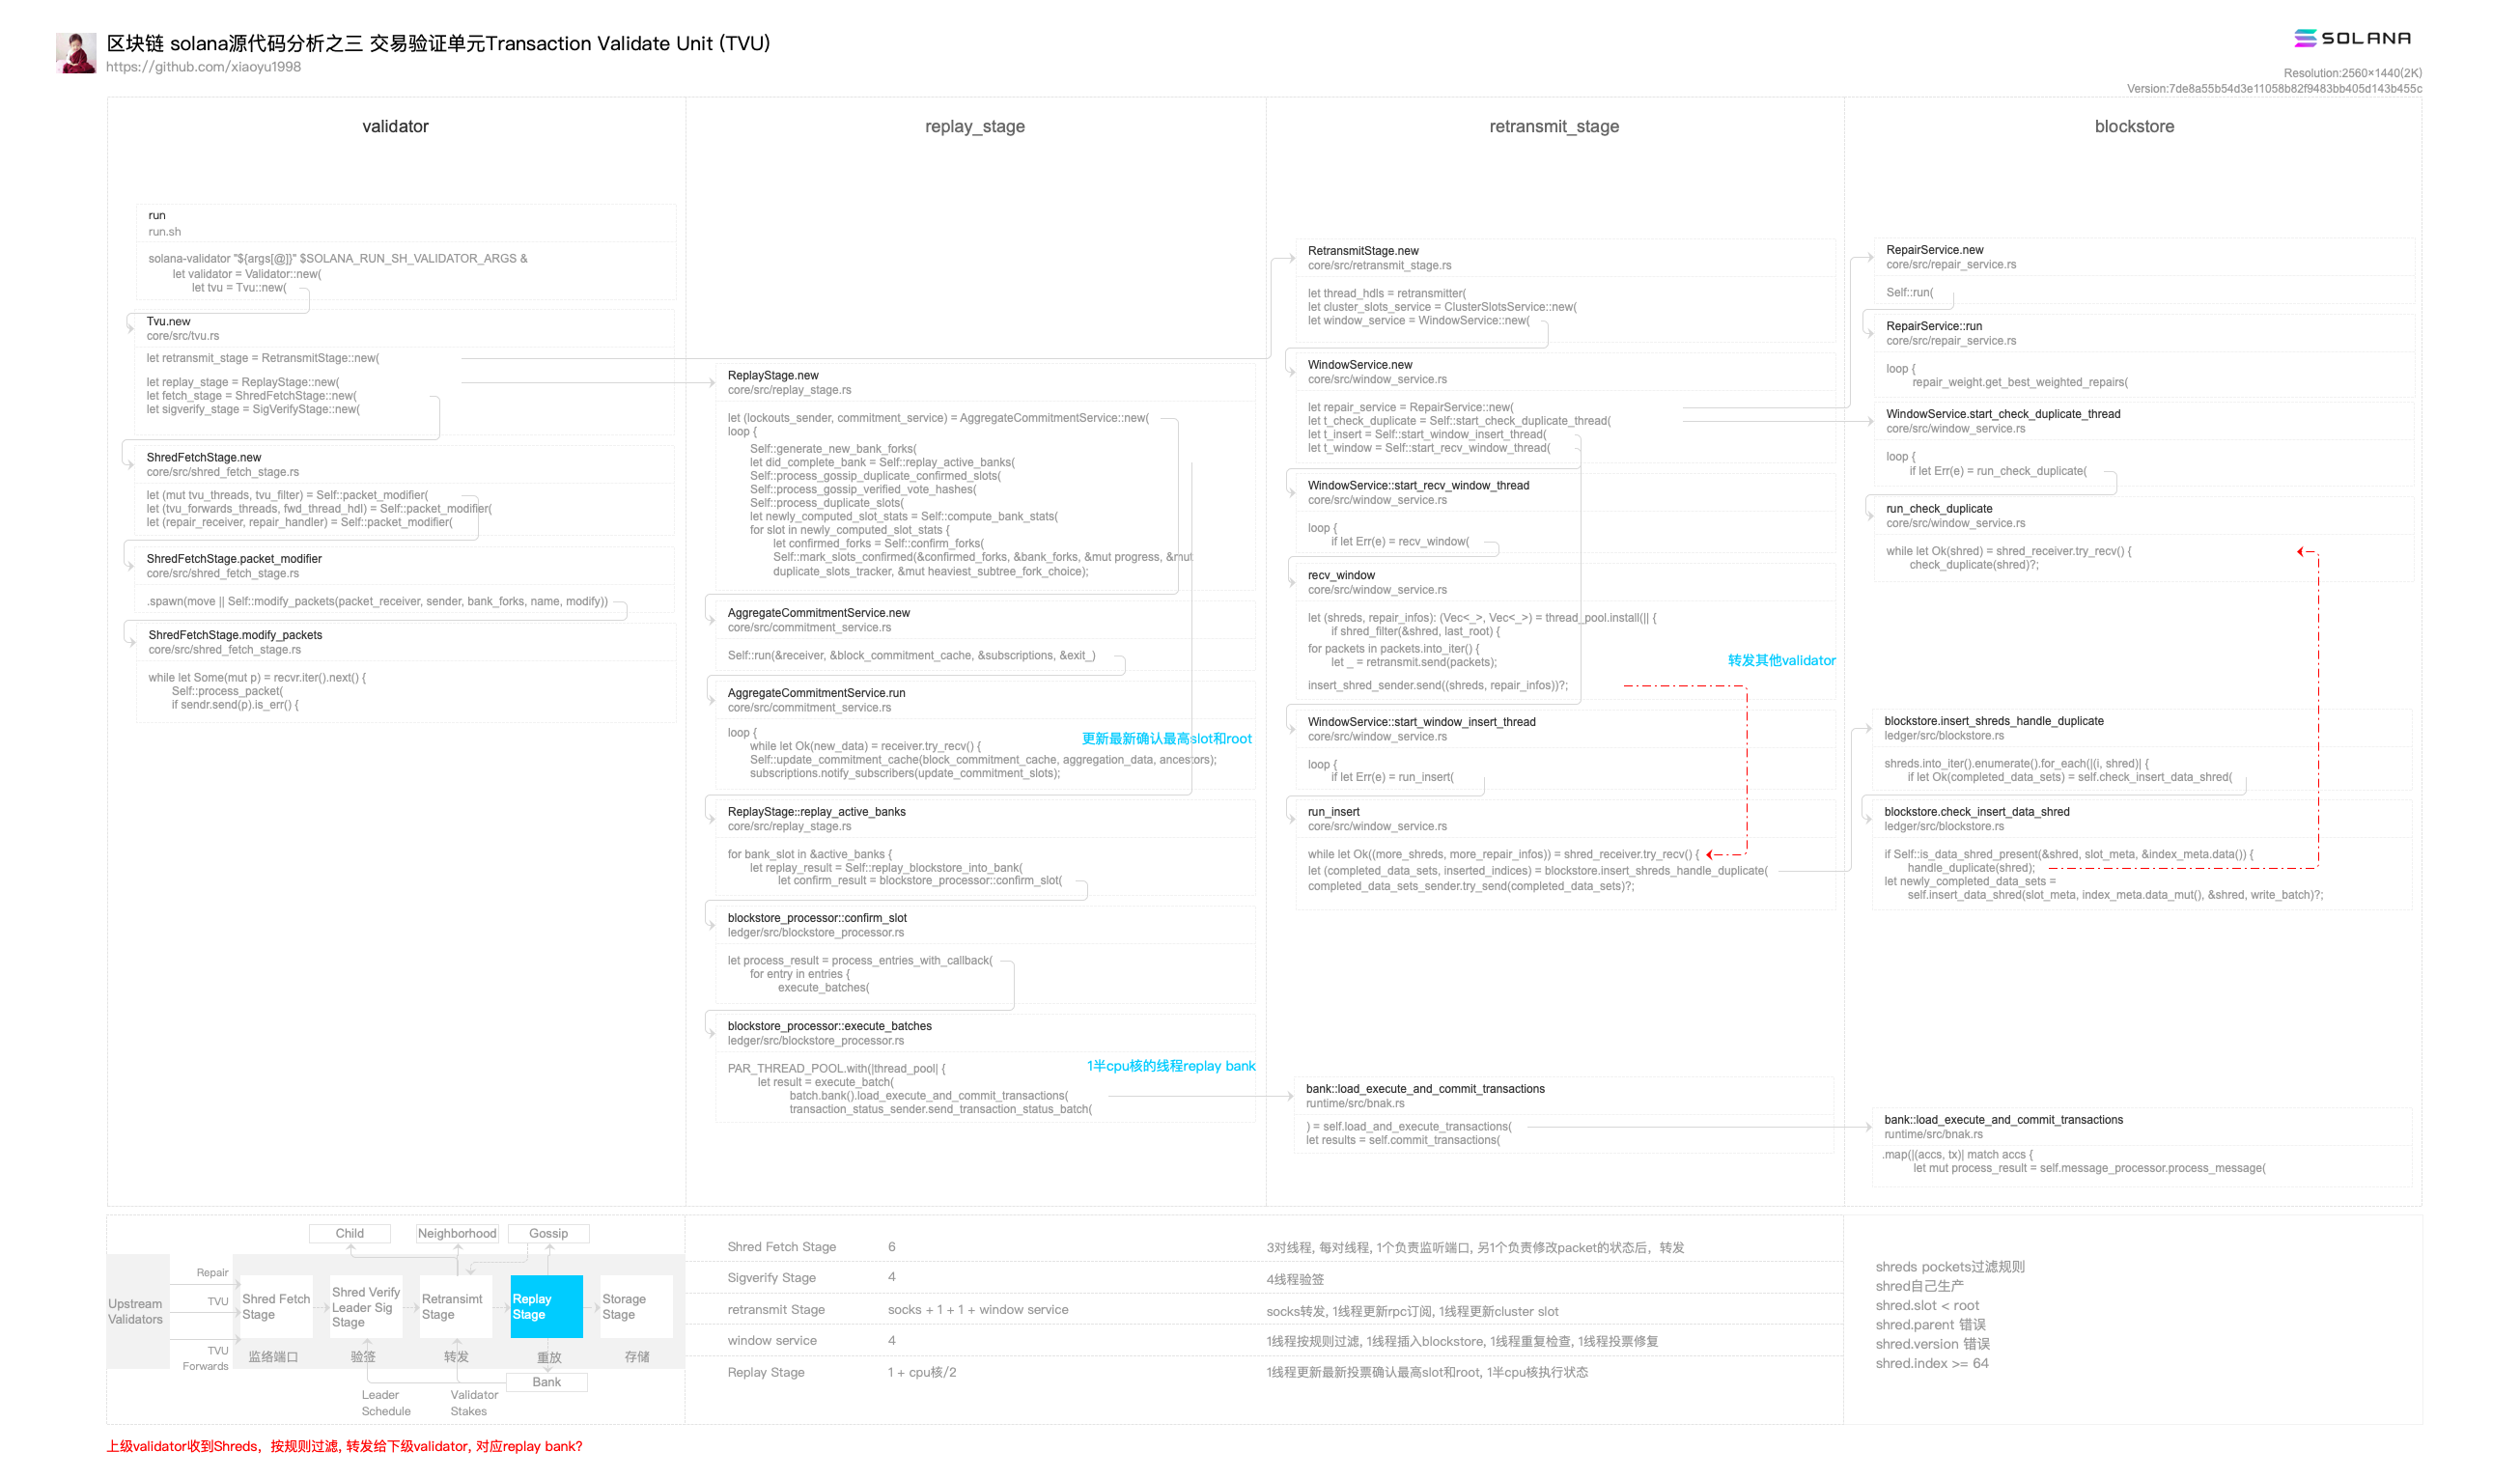 区块链 solana源代码分析之三 交易验证单元Transaction Validate Unit (TVU)
https://github.com/xiaoyu1998
SOLANA
Resolution:2560×1440(2K)
Version:7de8a55b54d3e11058b82f9483bb405d143b455c
validator
run
run.sh
solana-validator "${args[@]}" $SOLANA_RUN_SH_VALIDATOR_ARGS &
let validator = Validator::new(
let tvu = Tvu::new(
Tvu.new
core/src/tvu.rs
let retransmit_stage = RetransmitStage::new(
let replay_stage = ReplayStage::new(
let fetch_stage = ShredFetchStage::new(
let sigverify_stage = SigVerifyStage::new(
ShredFetchStage.new
core/src/shred_fetch_stage.rs
let (mut tvu_threads, tvu_filter) = Self::packet_modifier(
let (tvu_forwards_threads, fwd_thread_hdl) = Self::packet_modifier(
let (repair_receiver, repair_handler) = Self::packet_modifier(
ShredFetchStage.packet_modifier
core/src/shred_fetch_stage.rs
.spawn(move || Self::modify_packets(packet_receiver, sender, bank_forks, name, modify))
ShredFetchStage.modify_packets
core/src/shred_fetch_stage.rs
while let Some(mut p) = recvr.iter().next() {
Self::process_packet(
if sendr.send(p).is_err() {
replay_stage
ReplayStage.new
core/src/replay_stage.rs
let (lockouts_sender, commitment_service) = AggregateCommitmentService::new(
loop {
Self::generate_new_bank_forks(
let did_complete_bank = Self::replay_active_banks(
Self::process_gossip_duplicate_confirmed_slots(
Self::process_gossip_verified_vote_hashes(
Self::process_duplicate_slots(
let newly_computed_slot_stats = Self::compute_bank_stats(
for slot in newly_computed_slot_stats {
let confirmed_forks = Self::confirm_forks(
Self::mark_slots_confirmed(&confirmed_forks, &bank_forks, &mut progress, &mut
duplicate_slots_tracker, &mut heaviest_subtree_fork_choice);
AggregateCommitmentService.new
core/src/commitment_service.rs
Self::run(&receiver, &block_commitment_cache, &subscriptions, &exit_)
AggregateCommitmentService.run
core/src/commitment_service.rs
loop {
更新最新确认最高slot和root
while let Ok(new_data) = receiver.try_recv() {
Self::update_commitment_cache(block_commitment_cache, aggregation_data, ancestors);
subscriptions.notify_subscribers(update_commitment_slots);
ReplayStage::replay_active_banks
core/src/replay_stage.rs
for bank_slot in &active_banks {
let replay_result = Self::replay_blockstore_into_bank(
let confirm_result = blockstore_processor::confirm_slot(
blockstore_processor::confirm_slot
ledger/src/blockstore_processor.rs
let process_result = process_entries_with_callback(
for entry in entries {
execute_batches(
blockstore_processor::execute_batches
ledger/src/blockstore_processor.rs
1半cpu核的线程replay bank
PAR_THREAD_POOL.with(|thread_pool| {
let result = execute_batch(
batch.bank().load_execute_and_commit_transactions(
transaction_status_sender.send_transaction_status_batch(
retransmit_stage
RetransmitStage.new
core/src/retransmit_stage.rs
let thread_hdls = retransmitter(
let cluster_slots_service = ClusterSlotsService::new(
let window_service = WindowService::new(
WindowService.new
core/src/window_service.rs
let repair_service = RepairService::new(
let t_check_duplicate = Self::start_check_duplicate_thread(
let t_insert = Self::start_window_insert_thread(
let t_window = Self::start_recv_window_thread(
WindowService::start_recv_window_thread
core/src/window_service.rs
loop {
if let Err(e) = recv_window(
recv_window
core/src/window_service.rs
let (shreds, repair_infos): (Vec<_>, Vec<_>) = thread_pool.install(|| {
if shred_filter(&shred, last_root) {
for packets in packets.into_iter() {
let _ = retransmit.send(packets);
转发其他validator
insert_shred_sender.send((shreds, repair_infos))?;
WindowService::start_window_insert_thread
core/src/window_service.rs
loop {
if let Err(e) = run_insert(
run_insert
core/src/window_service.rs
while let Ok((more_shreds, more_repair_infos)) = shred_receiver.try_recv() {
let (completed_data_sets, inserted_indices) = blockstore.insert_shreds_handle_duplicate(
completed_data_sets_sender.try_send(completed_data_sets)?;
bank::load_execute_and_commit_transactions
runtime/src/bnak.rs
) = self.load_and_execute_transactions(
let results = self.commit_transactions(
blockstore
RepairService.new
core/src/repair_service.rs
Self::run(
RepairService::run
core/src/repair_service.rs
loop {
repair_weight.get_best_weighted_repairs(
WindowService.start_check_duplicate_thread
core/src/window_service.rs
loop {
if let Err(e) = run_check_duplicate(
run_check_duplicate
core/src/window_service.rs
while let Ok(shred) = shred_receiver.try_recv() {
check_duplicate(shred)?;
blockstore.insert_shreds_handle_duplicate
ledger/src/blockstore.rs
shreds.into_iter().enumerate().for_each(|(i, shred)| {
if let Ok(completed_data_sets) = self.check_insert_data_shred(
blockstore.check_insert_data_shred
ledger/src/blockstore.rs
if Self::is_data_shred_present(&shred, slot_meta, &index_meta.data()) {
handle_duplicate(shred);
let newly_completed_data_sets =
self.insert_data_shred(slot_meta, index_meta.data_mut(), &shred, write_batch)?;
bank::load_execute_and_commit_transactions
runtime/src/bnak.rs
.map(|(accs, tx)| match accs {
let mut process_result = self.message_processor.process_message(
Child
Neighborhood
Gossip
Upstream
Validators
Repair
TVU
TVU
Forwards
Shred Fetch
Stage
Shred Verify
Leader Sig
Stage
Retransimt
Stage
Replay
Stage
Storage
Stage
监络端口
验签
转发
重放
存储
Bank
Leader
Schedule
Validator
Stakes
Shred Fetch Stage 6 3对线程, 每对线程, 1个负责监听端口, 另1个负责修改packet的状态后，转发
Sigverify Stage 4 4线程验签
retransmit Stage socks + 1 + 1 + window service socks转发, 1线程更新rpc订阅, 1线程更新cluster slot
window service 4 1线程按规则过滤, 1线程插入blockstore, 1线程重复检查, 1线程投票修复
Replay Stage 1 + cpu核/2 1线程更新最新投票确认最高slot和root, 1半cpu核执行状态
shreds pockets过滤规则
shred自己生产
shred.slot < root
shred.parent 错误
shred.version 错误
shred.index >= 64
上级validator收到Shreds，按规则过滤, 转发给下级validator, 对应replay bank?